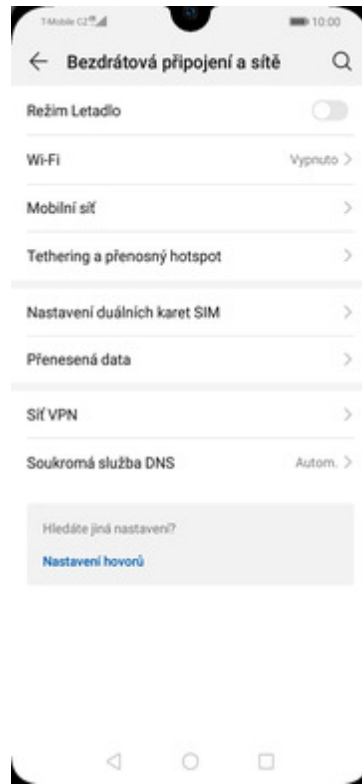 T-Mobile CZ
10:00
Bezdrátová připojení a sítě
Režim Letadlo
Wi-Fi
Vypnuto
Mobilní síť
Tethering a přenosný hotspot
Nastavení duálních karet SIM
Přenesená data
Síť VPN
Soukromá služba DNS
Autom.
Hledáte jiná nastavení?
Nastavení hovorů